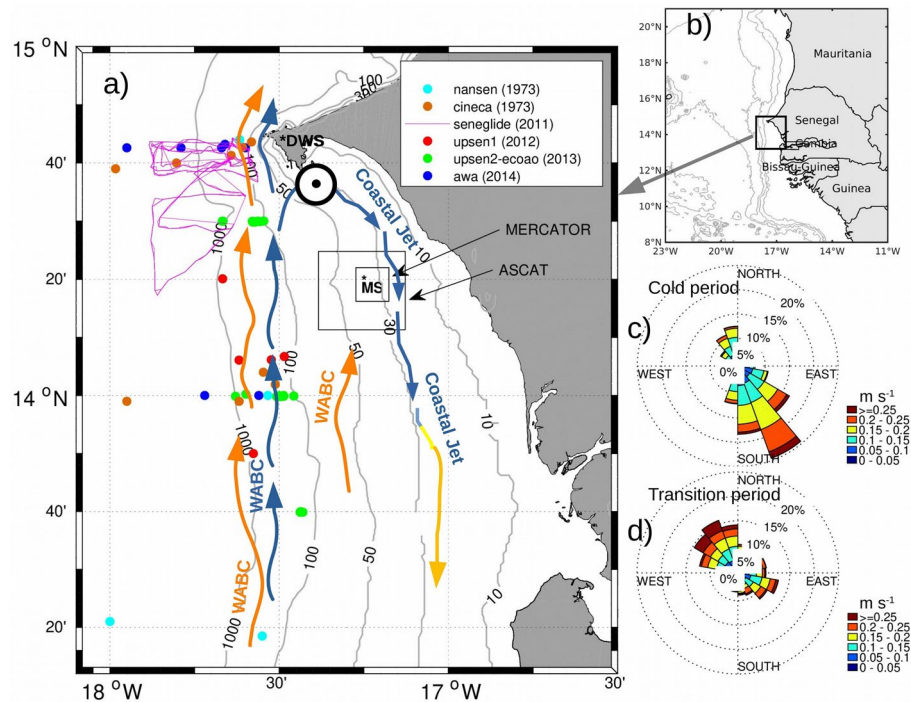 a)
15 °N
40'
20'
14 °N
40'
20'
18 °W
30'
17 °W
30'
nansen (1973)
cineca (1973)
seneglide (2011)
upsen1 (2012)
upsen2-ecoao (2013)
awa (2014)
100
*DWS
100
50
Coastal Jet
10
1000
MERCATOR
ASCAT
*
MS
30
50
100
WABC
Coastal Jet
10
1000
WABC
100
50
10
WABC
1000
b)
20°N
18°N
16°N
14°N
12°N
10°N
8°N
23°W
20°W
17°W
14°W
11°W
Mauritania
Senegal
Gambia
Bissau-Guinea
Guinea
c)
Cold period
NORTH
20%
15%
10%
5%
0%
WEST
EAST
SOUTH
m s⁻¹
>=0.25
0.2 - 0.25
0.15 - 0.2
0.1 - 0.15
0.05 - 0.1
0 - 0.05
d)
Transition period
NORTH
20%
15%
10%
5%
0%
WEST
EAST
SOUTH
m s⁻¹
>=0.25
0.2 - 0.25
0.15 - 0.2
0.1 - 0.15
0.05 - 0.1
0 - 0.05